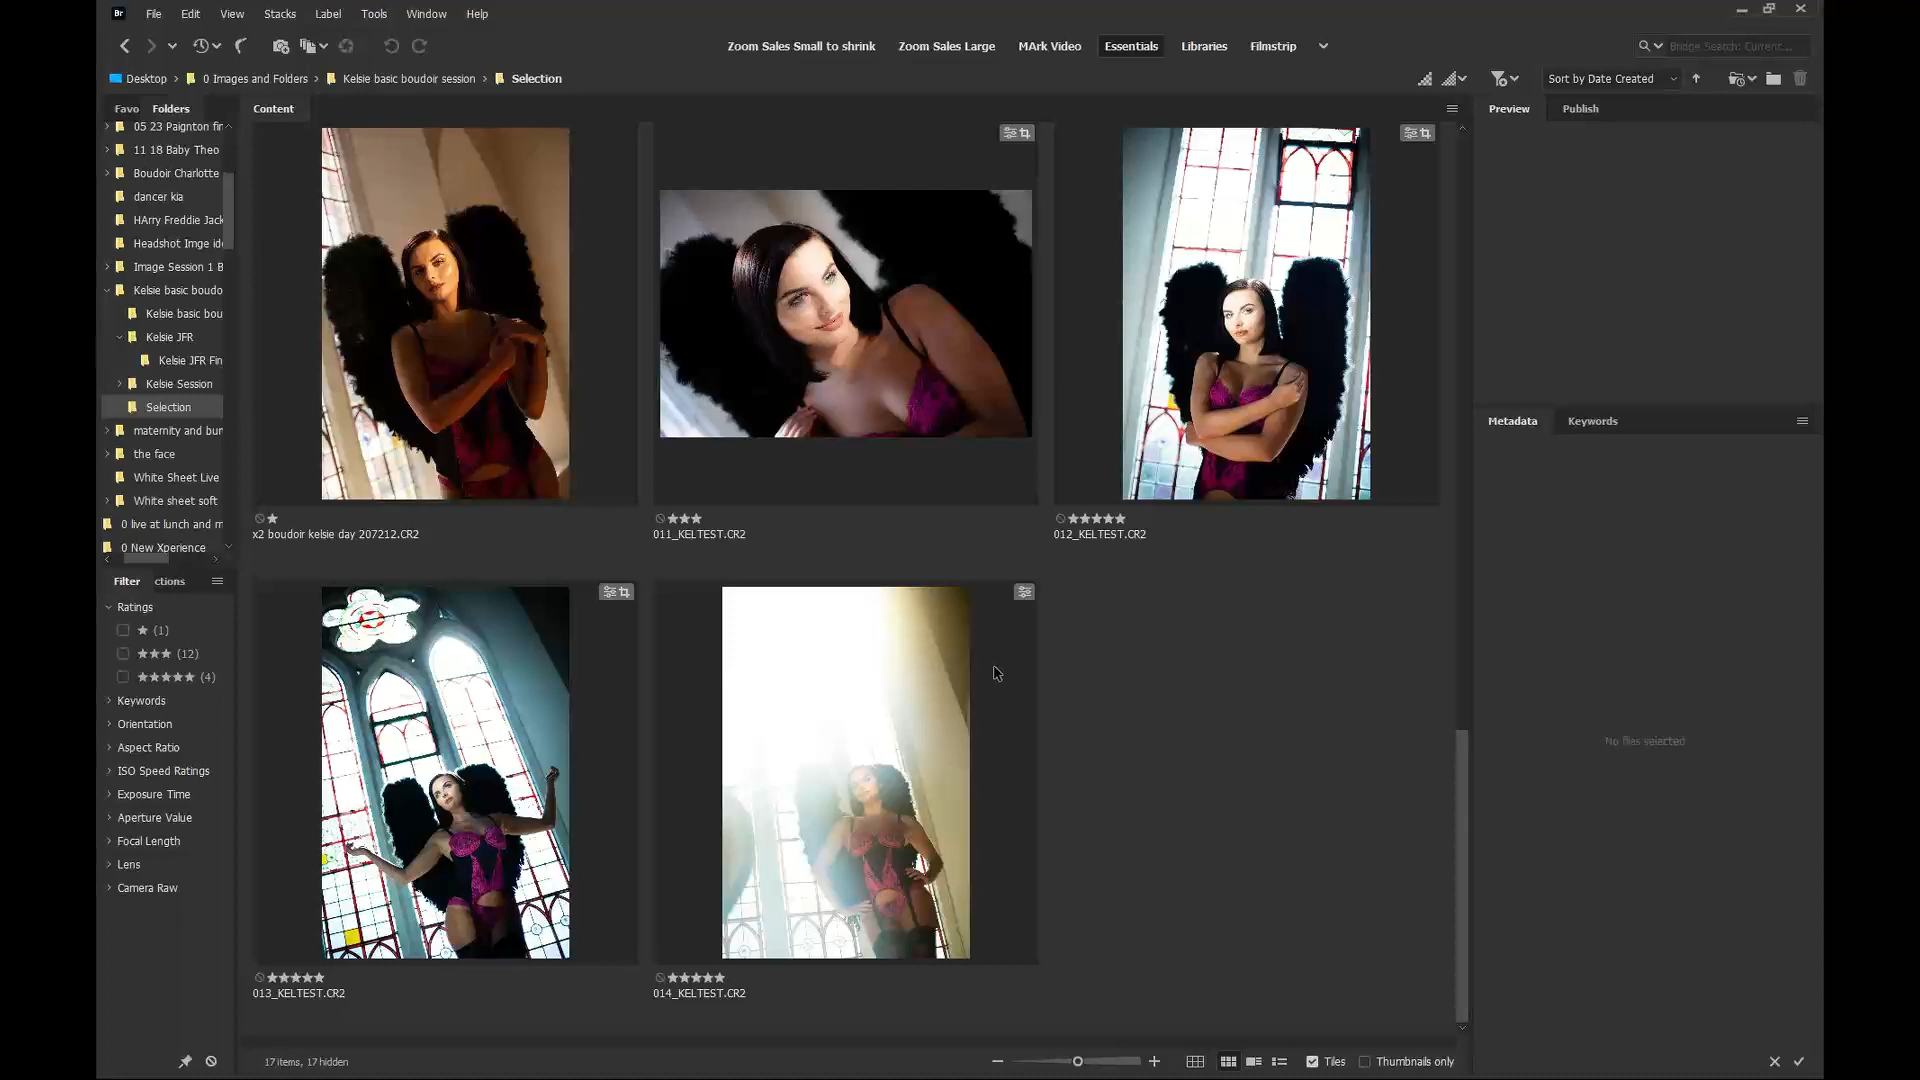 Br File Edit View Stacks Label Tools Window Help
Zoom Sales Small to shrink Zoom Sales Large MArk Video Essentials Libraries Filmstrip Bridge Search: Current...
Desktop 0 Images and Folders Kelsie basic boudoir session Selection Sort by Date Created
Favo Folders Content Preview Publish
05 23 Paignton fir
11 18 Baby Theo
Boudoir Charlotte
dancer kia
HArry Freddie Jack
Headshot Imge ide
Image Session 1 B
Kelsie basic boudo
Kelsie basic bou
Kelsie JFR
Kelsie JFR Fin
Kelsie Session
Selection
maternity and bur
the face
White Sheet Live
White sheet soft
0 live at lunch and m
0 New Xperience
Filter ctions
Ratings
(1)
(12)
(4)
Keywords
Orientation
Aspect Ratio
ISO Speed Ratings
Exposure Time
Aperture Value
Focal Length
Lens
Camera Raw
x2 boudoir kelsie day 207212.CR2
011_KELTEST.CR2
012_KELTEST.CR2
013_KELTEST.CR2
014_KELTEST.CR2
Metadata Keywords
No files selected
17 items, 17 hidden
Tiles Thumbnails only